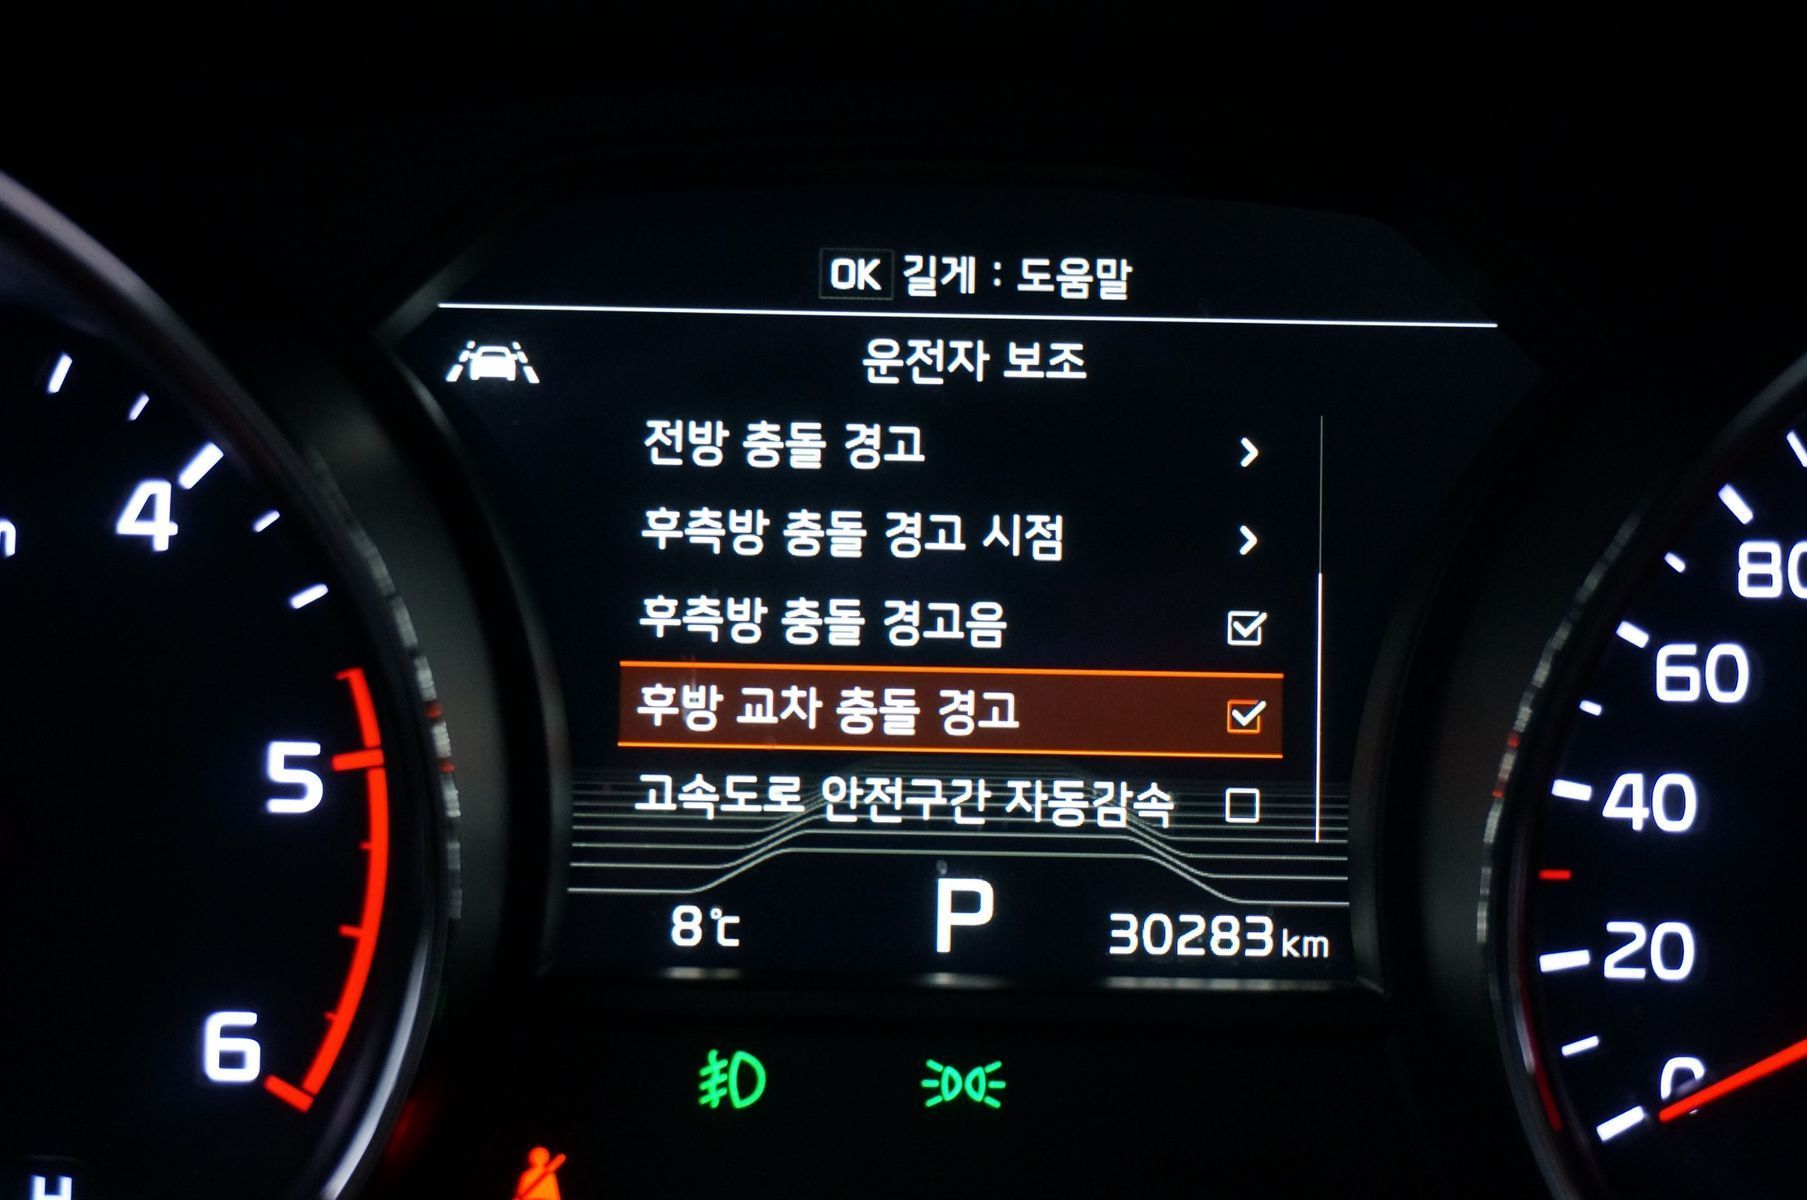 OK 길게 : 도움말
운전자 보조
전방 충돌 경고
후측방 충돌 경고 시점
후측방 충돌 경고음
후방 교차 충돌 경고
고속도로 안전구간 자동감속
8℃ P 30283 km
4
5
6
H
80
60
40
20
0